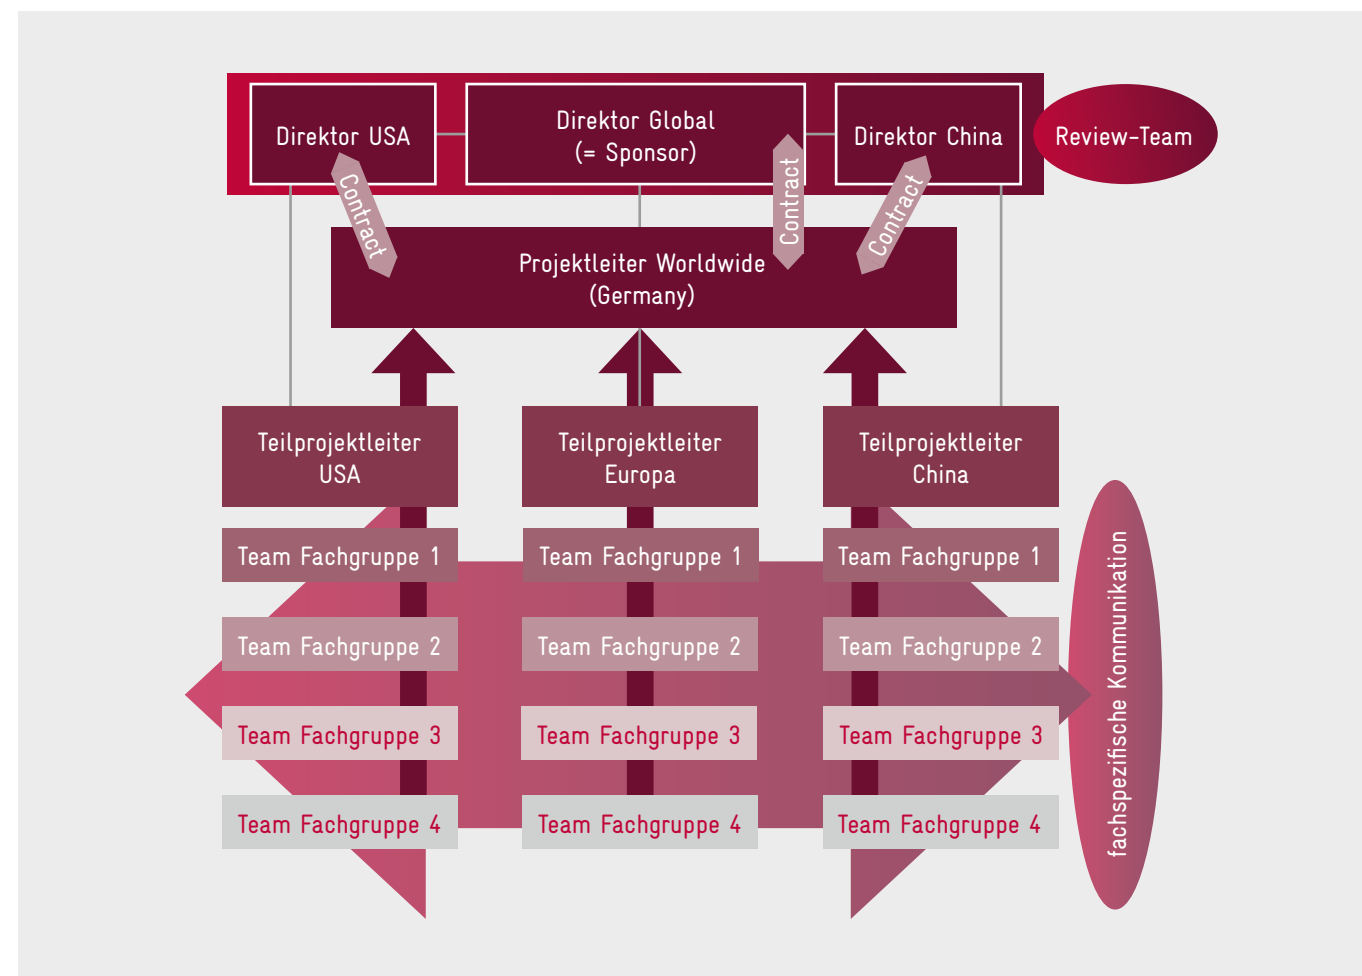 Direktor USA
Direktor Global
(= Sponsor)
Direktor China
Review-Team
Contract
Contract
Contract
Projektleiter Worldwide
(Germany)
Teilprojektleiter
USA
Teilprojektleiter
Europa
Teilprojektleiter
China
Team Fachgruppe 1
Team Fachgruppe 1
Team Fachgruppe 1
Team Fachgruppe 2
Team Fachgruppe 2
Team Fachgruppe 2
Team Fachgruppe 3
Team Fachgruppe 3
Team Fachgruppe 3
Team Fachgruppe 4
Team Fachgruppe 4
Team Fachgruppe 4
fachspezifische Kommunikation